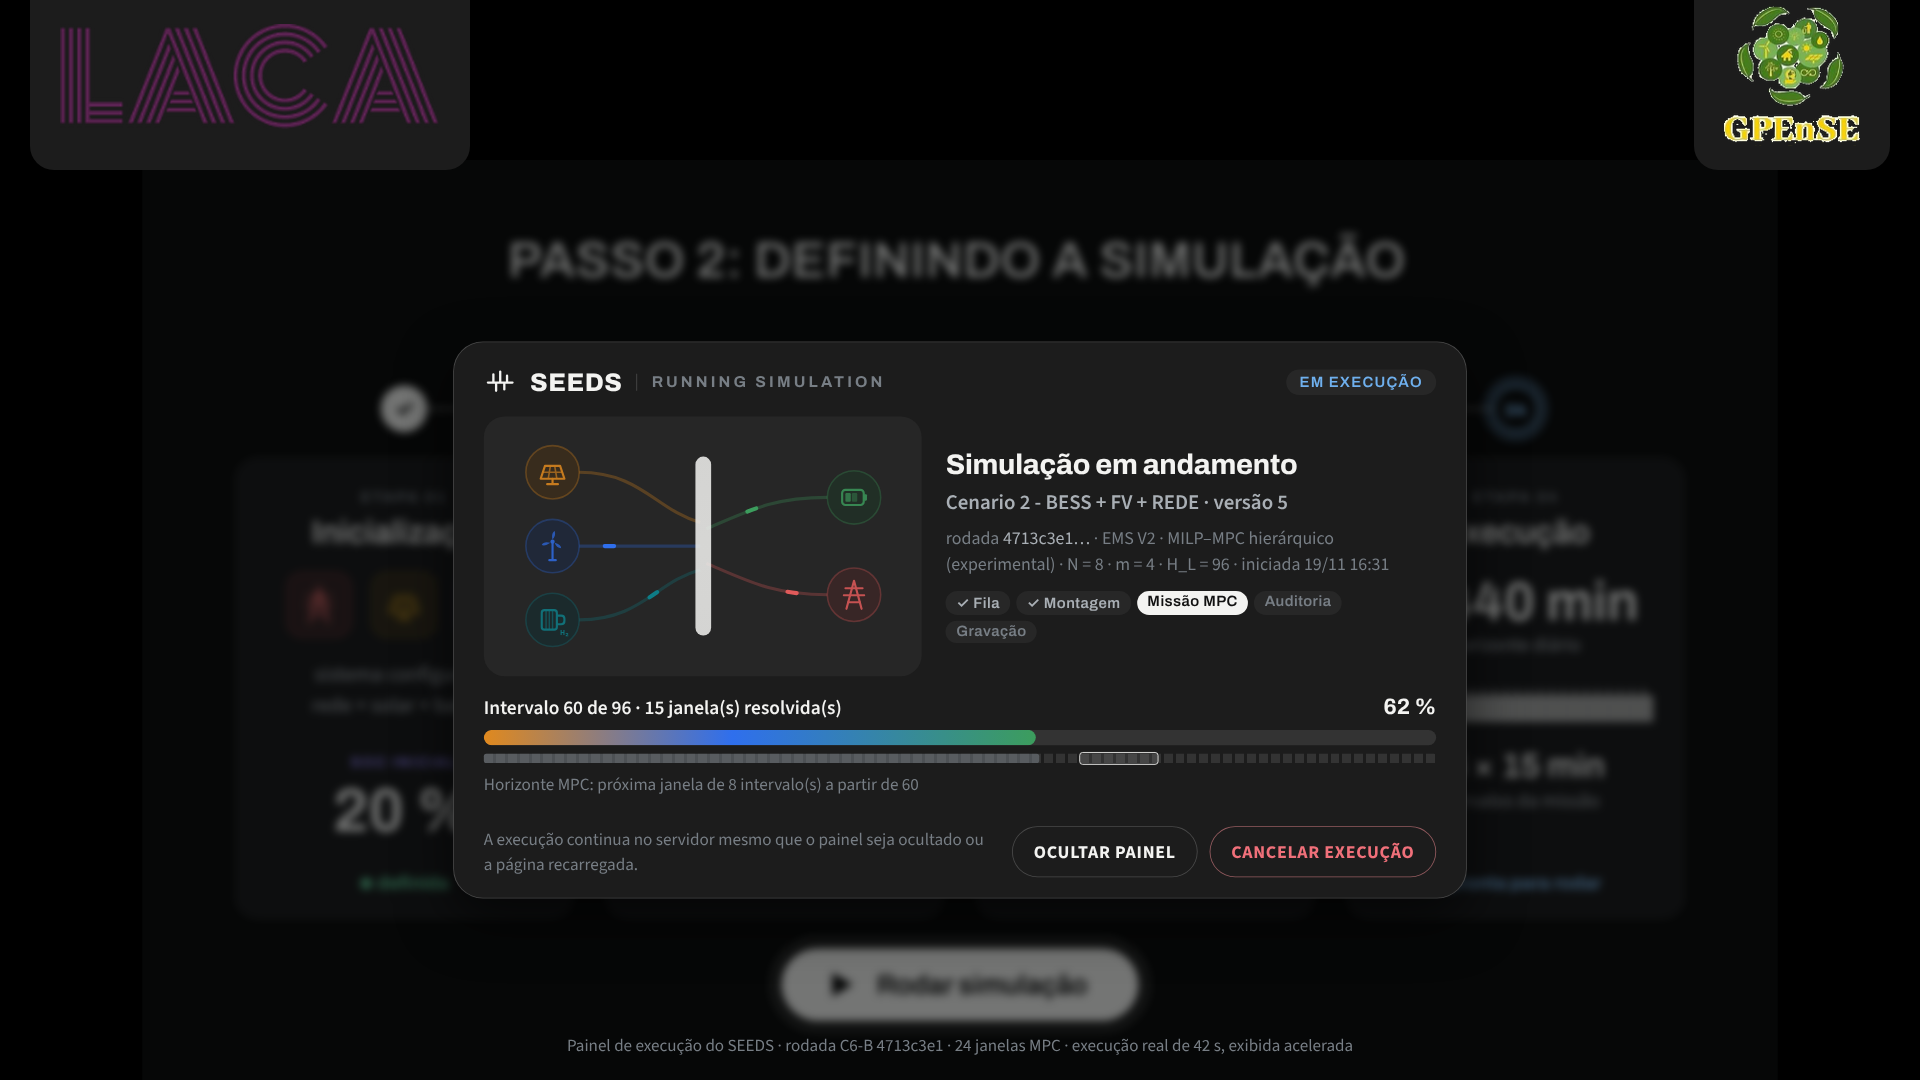 LACA
GPEnSE
PASSO 2: DEFININDO A SIMULAÇÃO
SEEDS
RUNNING SIMULATION
EM EXECUÇÃO
H₂
Simulação em andamento
Cenario 2 - BESS + FV + REDE · versão 5
rodada 4713c3e1… · EMS V2 · MILP–MPC hierárquico
(experimental) · N = 8 · m = 4 · H_L = 96 · iniciada 19/11 16:31
✓ Fila
✓ Montagem
Missão MPC
Auditoria
Gravação
Intervalo 60 de 96 · 15 janela(s) resolvida(s)
62 %
Horizonte MPC: próxima janela de 8 intervalo(s) a partir de 60
A execução continua no servidor mesmo que o painel seja ocultado ou
a página recarregada.
OCULTAR PAINEL
CANCELAR EXECUÇÃO
20 %
× 15 min
Rodar simulação
Painel de execução do SEEDS · rodada C6-B 4713c3e1 · 24 janelas MPC · execução real de 42 s, exibida acelerada